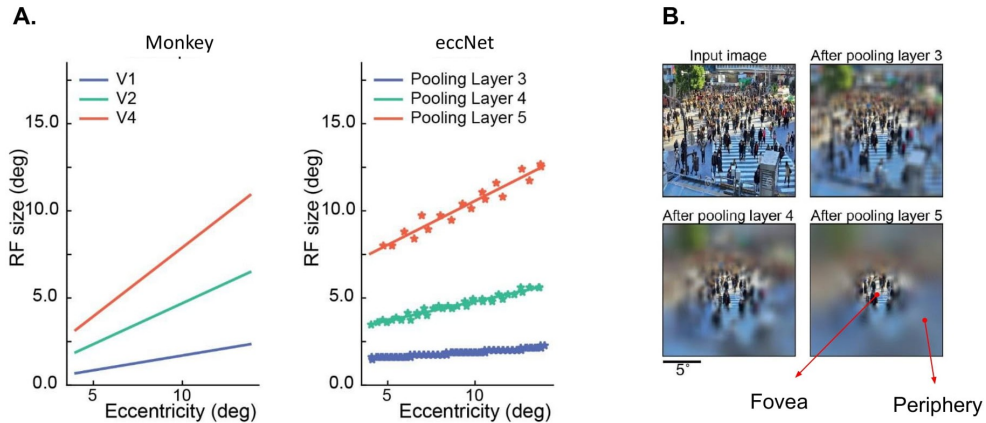 A.
Monkey
V1
V2
V4
15.0
10.0
5.0
0.0
RF size (deg)
5
10
Eccentricity (deg)
eccNet
Pooling Layer 3
Pooling Layer 4
Pooling Layer 5
15.0
10.0
5.0
0.0
RF size (deg)
5
10
Eccentricity (deg)
B.
Input image
After pooling layer 3
After pooling layer 4
After pooling layer 5
5°
Fovea
Periphery